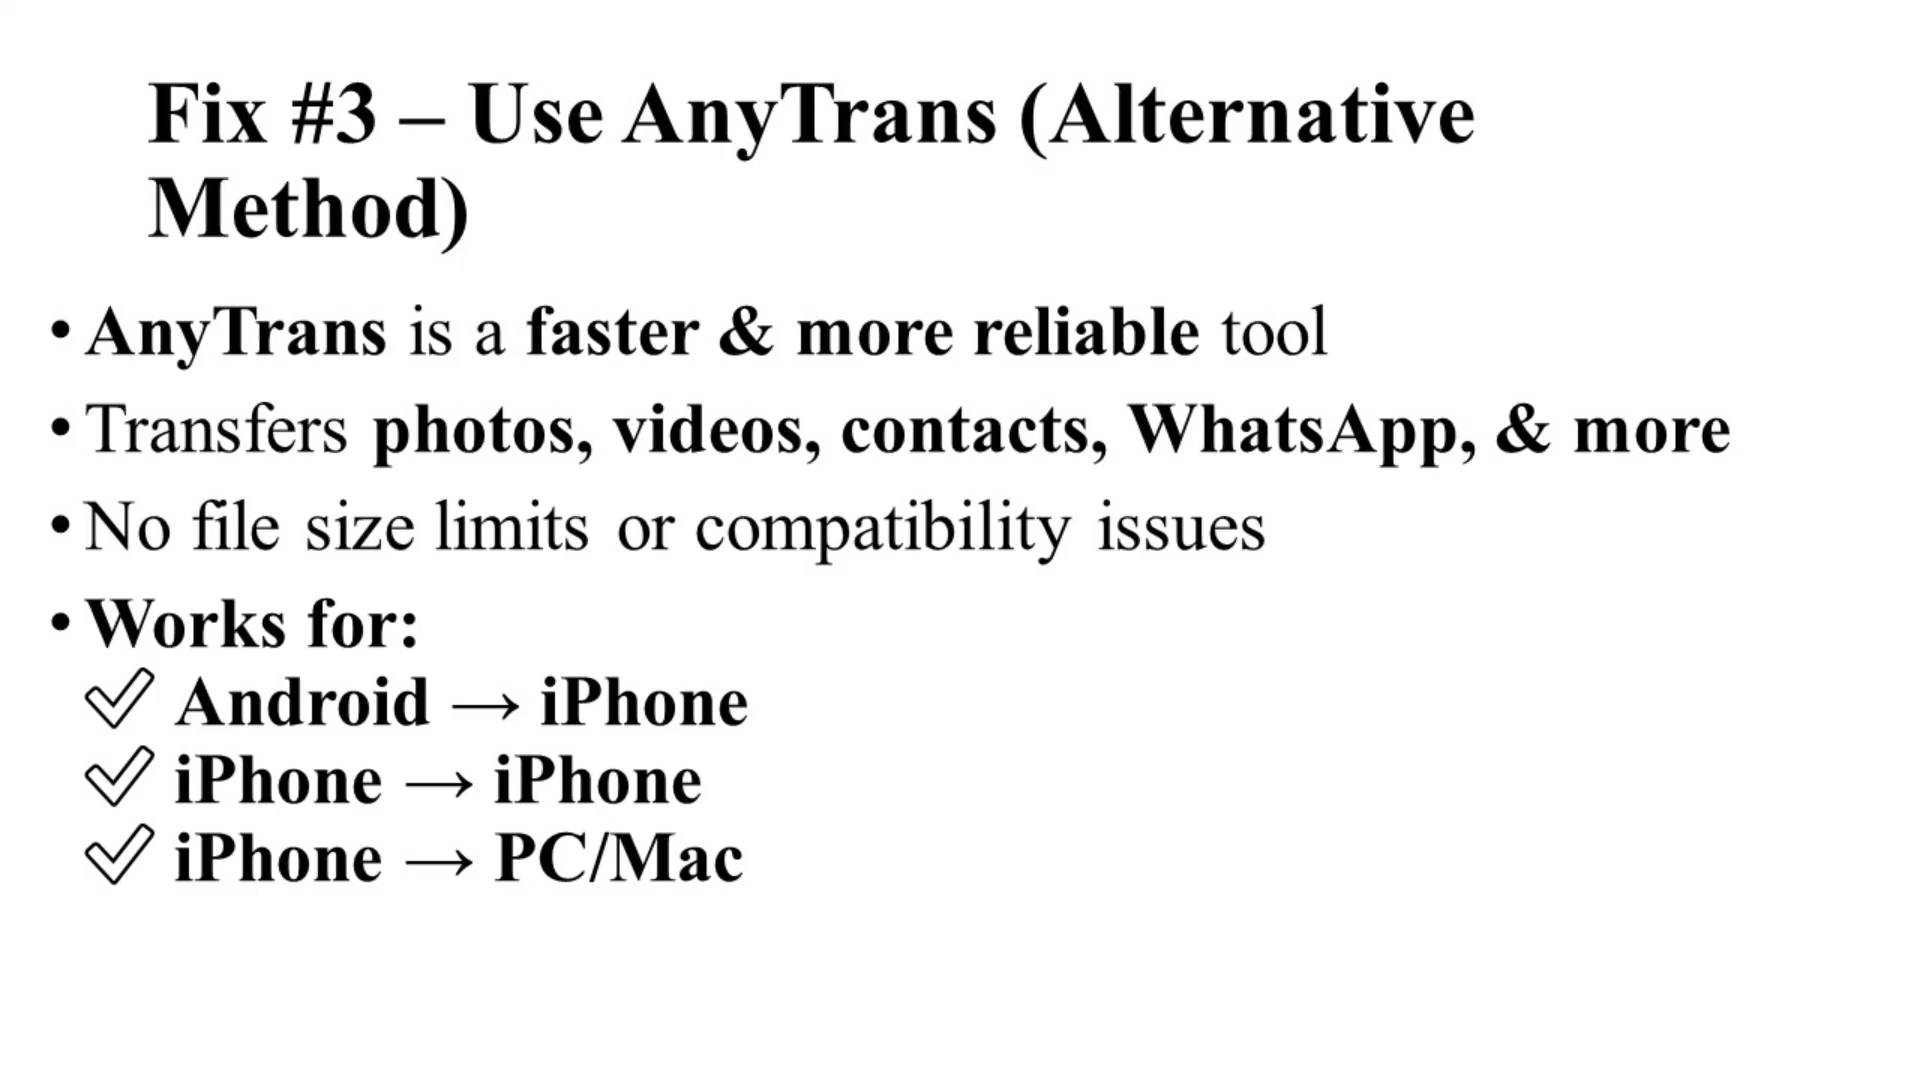 Fix #3 – Use AnyTrans (Alternative
Method)
• AnyTrans is a faster & more reliable tool
• Transfers photos, videos, contacts, WhatsApp, & more
• No file size limits or compatibility issues
• Works for:
✅ Android → iPhone
✅ iPhone → iPhone
✅ iPhone → PC/Mac